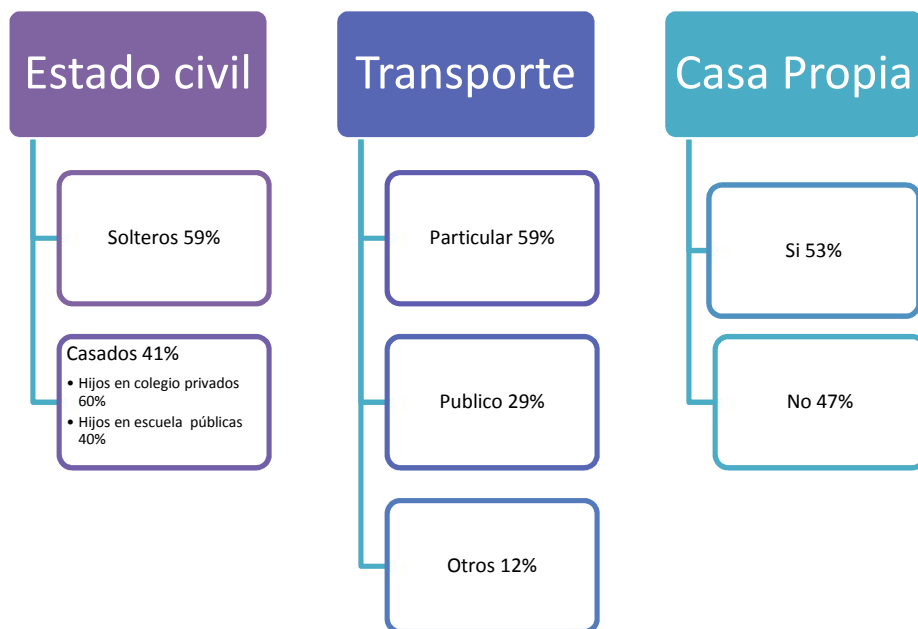 Estado civil
Solteros 59%
Casados 41%
• Hijos en colegio privados
60%
• Hijos en escuela públicas
40%
Transporte
Particular 59%
Publico 29%
Otros 12%
Casa Propia
Si 53%
No 47%